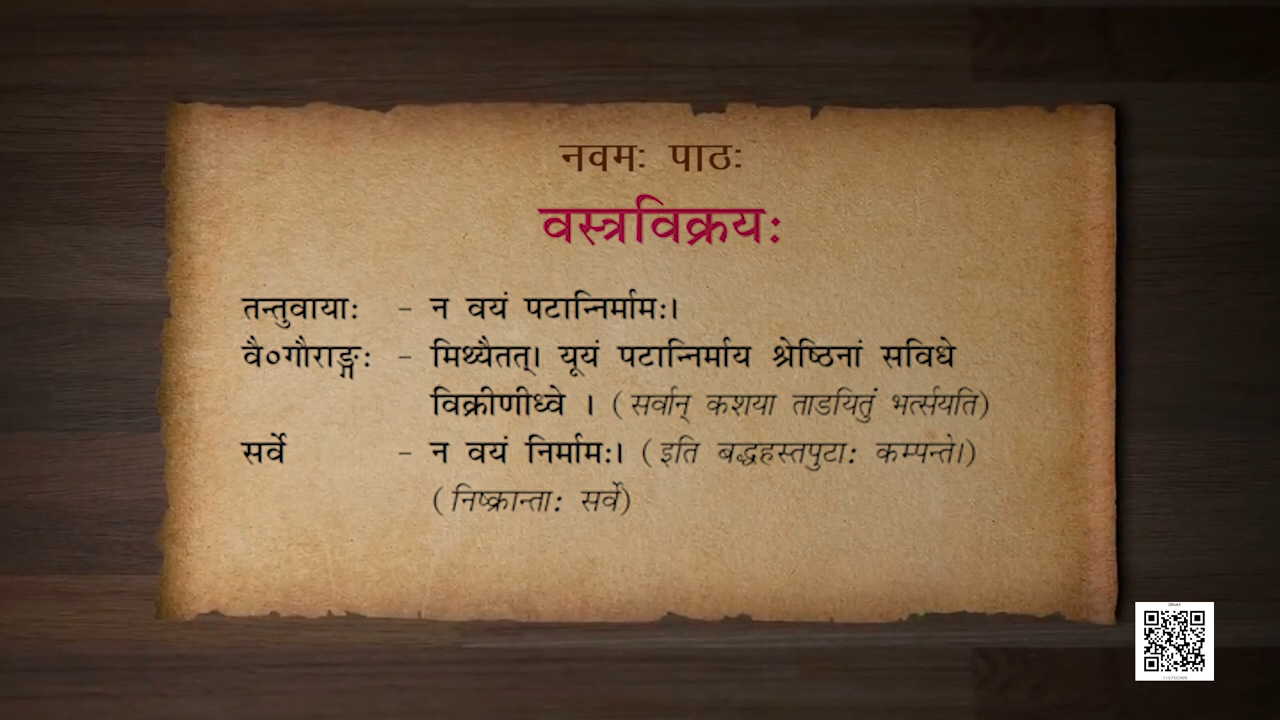 नवमः पाठः
वस्त्रविक्रयः
तन्तुवायाः - न वयं पटान्निर्मामः।
वै०गौराङ्गः - मिथ्यैतत्। यूयं पटान्निर्माय श्रेष्ठिनां सविधे
विक्रीणीध्वे । (सर्वान् कशया ताडयितुं भर्त्सयति)
सर्वे - न वयं निर्मामः। (इति बद्धहस्तपुटाः कम्पन्ते।)
(निष्क्रान्ताः सर्वे)